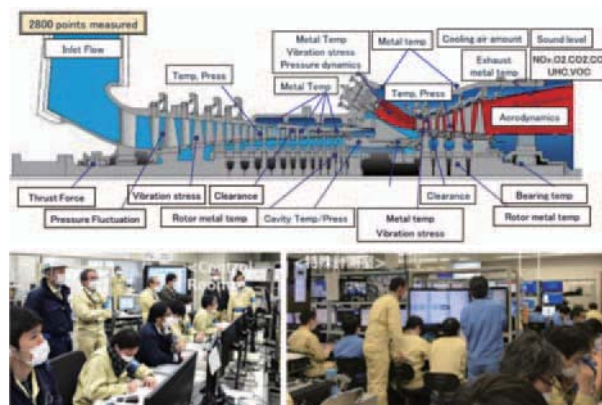 2800 points measured
Inlet Flow
Metal Temp
Vibration stress
Pressure dynamics
Metal temp
Cooling air amount
Sound level
Exhaust
metal temp
NOx,O2,CO2,CO
UHC,VOC
Temp, Press
Metal Temp
Temp, Press
Aerodynamics
Thrust Force
Vibration stress
Clearance
Clearance
Bearing temp
Pressure Fluctuation
Rotor metal temp
Cavity Temp/Press
Metal temp
Vibration stress
Rotor metal temp
<Control
Room>